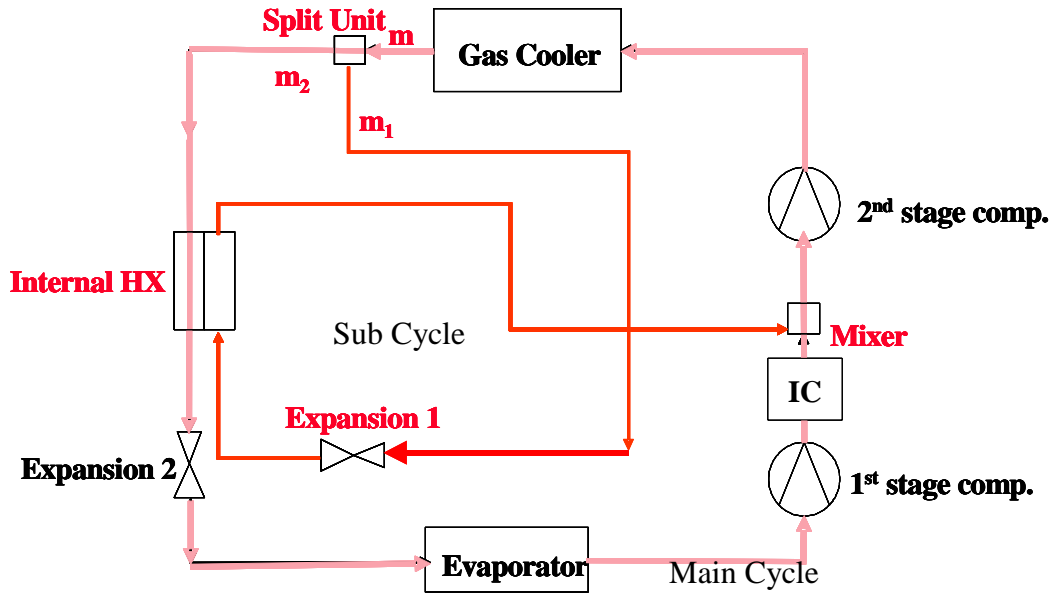 Split Unit
m
Gas Cooler
m₂
m₁
2ⁿᵈ stage comp.
Internal HX
Sub Cycle
Mixer
IC
Expansion 1
Expansion 2
1ˢᵗ stage comp.
Evaporator
Main Cycle